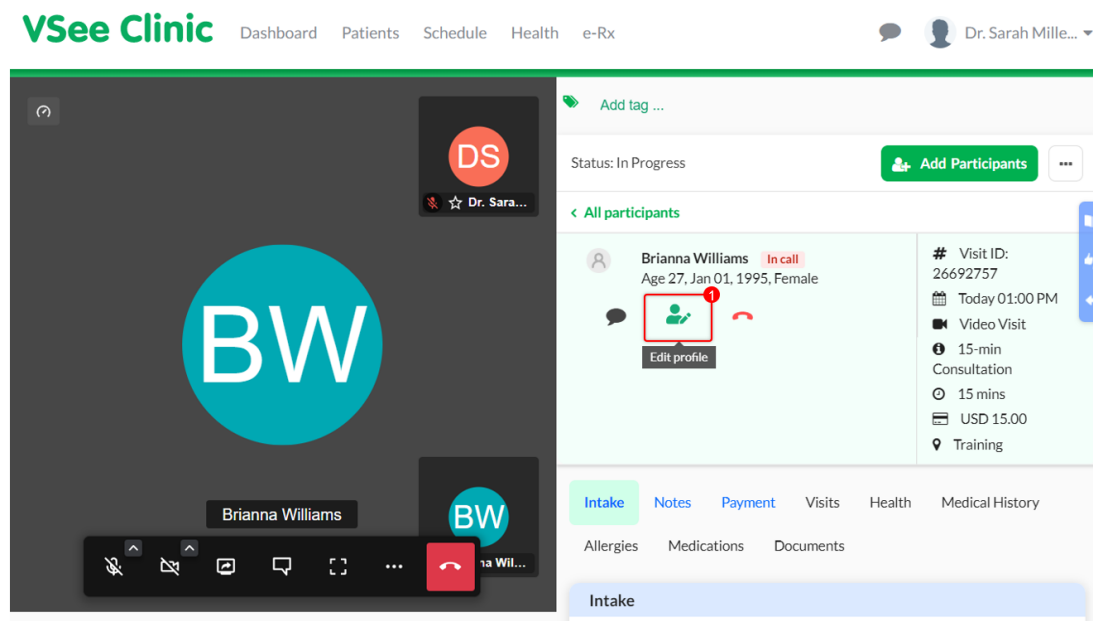 VSee Clinic Dashboard Patients Schedule Health e-Rx Dr. Sarah Mille...
DS
Dr. Sara...
BW
Brianna Williams
BW
na Wil...
Add tag ...
Status: In Progress
Add Participants
All participants
Brianna Williams In call
Age 27, Jan 01, 1995, Female
1
Edit profile
# Visit ID:
26692757
Today 01:00 PM
Video Visit
15-min
Consultation
15 mins
USD 15.00
Training
Intake Notes Payment Visits Health Medical History
Allergies Medications Documents
Intake